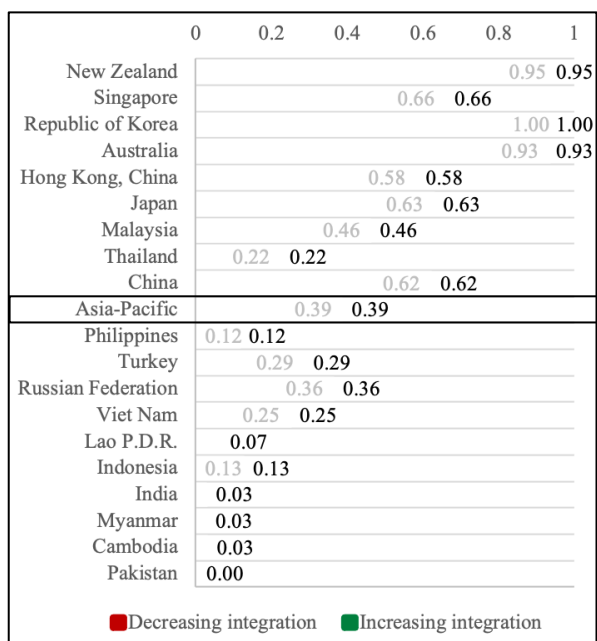 0 0.2 0.4 0.6 0.8 1
New Zealand 0.95 0.95
Singapore 0.66 0.66
Republic of Korea 1.00 1.00
Australia 0.93 0.93
Hong Kong, China 0.58 0.58
Japan 0.63 0.63
Malaysia 0.46 0.46
Thailand 0.22 0.22
China 0.62 0.62
Asia-Pacific 0.39 0.39
Philippines 0.12 0.12
Turkey 0.29 0.29
Russian Federation 0.36 0.36
Viet Nam 0.25 0.25
Lao P.D.R. 0.07
Indonesia 0.13 0.13
India 0.03
Myanmar 0.03
Cambodia 0.03
Pakistan 0.00
Decreasing integration Increasing integration